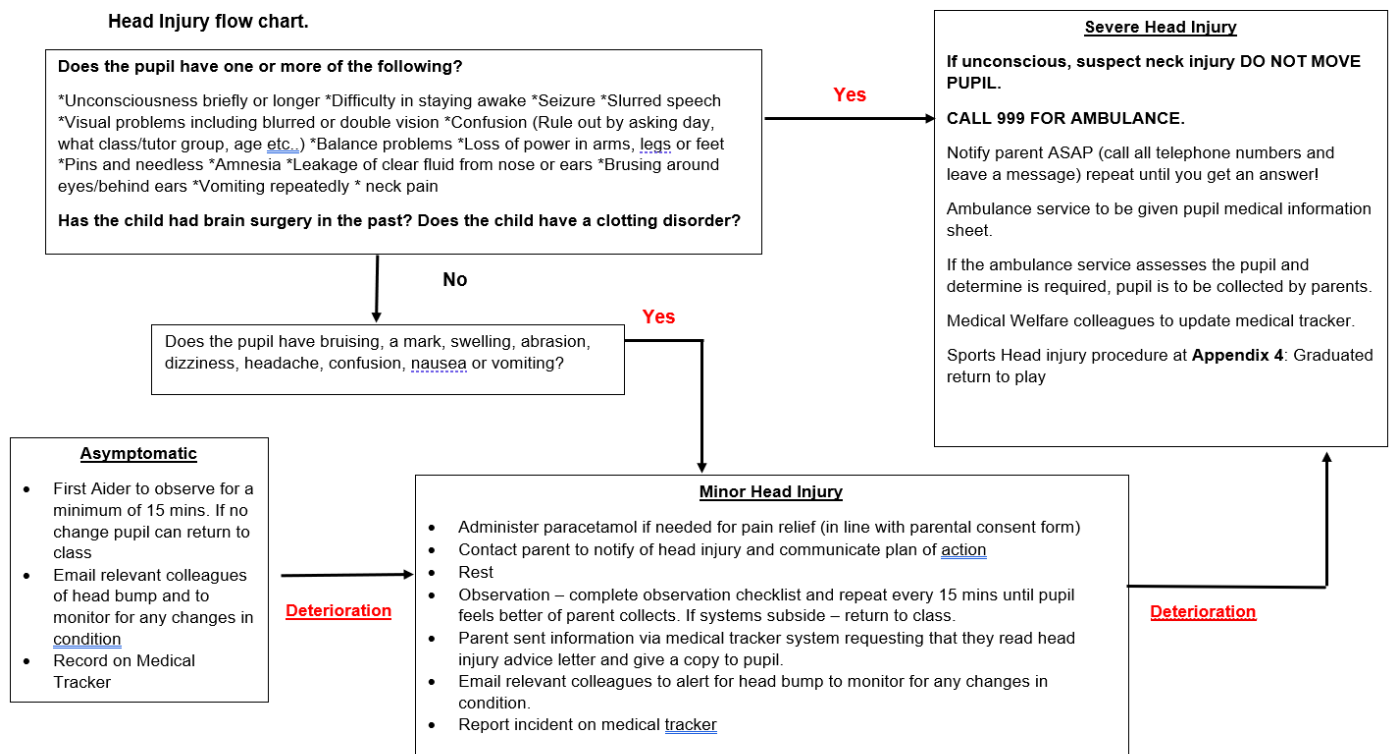 Head Injury flow chart.
Does the pupil have one or more of the following?
*Unconsciousness briefly or longer *Difficulty in staying awake *Seizure *Slurred speech
*Visual problems including blurred or double vision *Confusion (Rule out by asking day,
what class/tutor group, age etc..) *Balance problems *Loss of power in arms, legs or feet
*Pins and needless *Amnesia *Leakage of clear fluid from nose or ears *Brusing around
eyes/behind ears *Vomiting repeatedly * neck pain
Has the child had brain surgery in the past? Does the child have a clotting disorder?
Yes
Severe Head Injury
If unconscious, suspect neck injury DO NOT MOVE
PUPIL.
CALL 999 FOR AMBULANCE.
Notify parent ASAP (call all telephone numbers and
leave a message) repeat until you get an answer!
Ambulance service to be given pupil medical information
sheet.
If the ambulance service assesses the pupil and
determine is required, pupil is to be collected by parents.
Medical Welfare colleagues to update medical tracker.
Sports Head injury procedure at Appendix 4: Graduated
return to play
No
Does the pupil have bruising, a mark, swelling, abrasion,
dizziness, headache, confusion, nausea or vomiting?
Yes
Asymptomatic
• First Aider to observe for a
minimum of 15 mins. If no
change pupil can return to
class
• Email relevant colleagues
of head bump and to
monitor for any changes in
condition
• Record on Medical
Tracker
Deterioration
Minor Head Injury
• Administer paracetamol if needed for pain relief (in line with parental consent form)
• Contact parent to notify of head injury and communicate plan of action
• Rest
• Observation – complete observation checklist and repeat every 15 mins until pupil
feels better of parent collects. If systems subside – return to class.
• Parent sent information via medical tracker system requesting that they read head
injury advice letter and give a copy to pupil.
• Email relevant colleagues to alert for head bump to monitor for any changes in
condition.
• Report incident on medical tracker
Deterioration